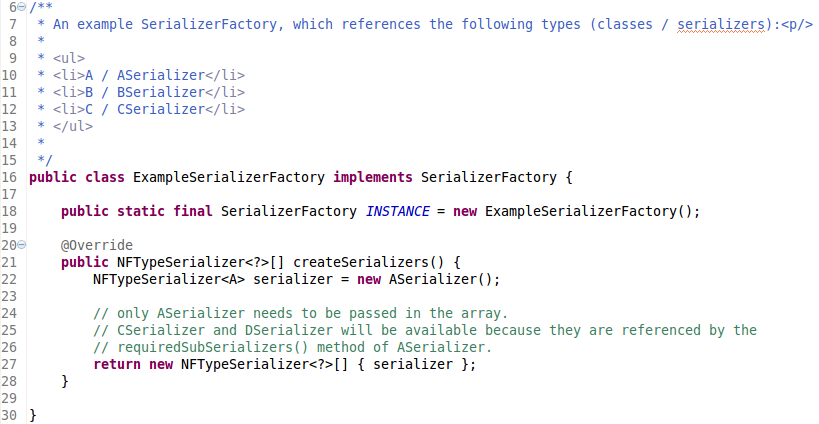 6 /**
7  * An example SerializerFactory, which references the following types (classes / serializers):<p/>
8  *
9  * <ul>
10  * <li>A / ASerializer</li>
11  * <li>B / BSerializer</li>
12  * <li>C / CSerializer</li>
13  * </ul>
14  *
15  */
16 public class ExampleSerializerFactory implements SerializerFactory {
17
18     public static final SerializerFactory INSTANCE = new ExampleSerializerFactory();
19
20     @Override
21     public NFTypeSerializer<?>[] createSerializers() {
22         NFTypeSerializer<A> serializer = new ASerializer();
23
24         // only ASerializer needs to be passed in the array.
25         // CSerializer and DSerializer will be available because they are referenced by the
26         // requiredSubSerializers() method of ASerializer.
27         return new NFTypeSerializer<?>[] { serializer };
28     }
29
30 }